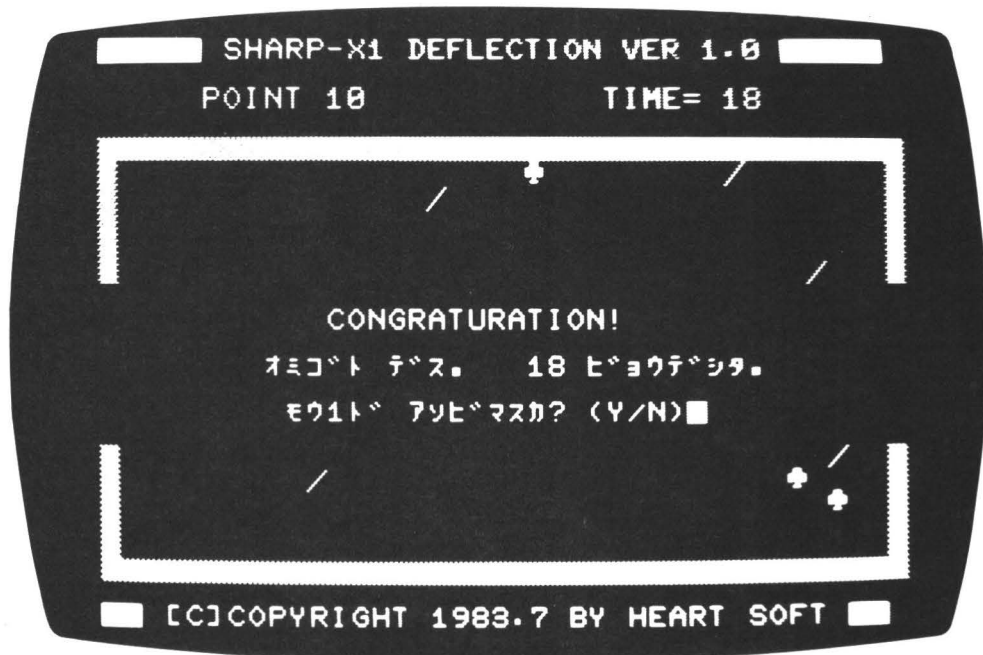 SHARP-X1 DEFLECTION VER 1.0
POINT 10 TIME= 18
CONGRATURATION!
オミゴト デス。 18 ビョウデシタ。
モウ1ド アソビマスカ? (Y/N)
[C]COPYRIGHT 1983.7 BY HEART SOFT